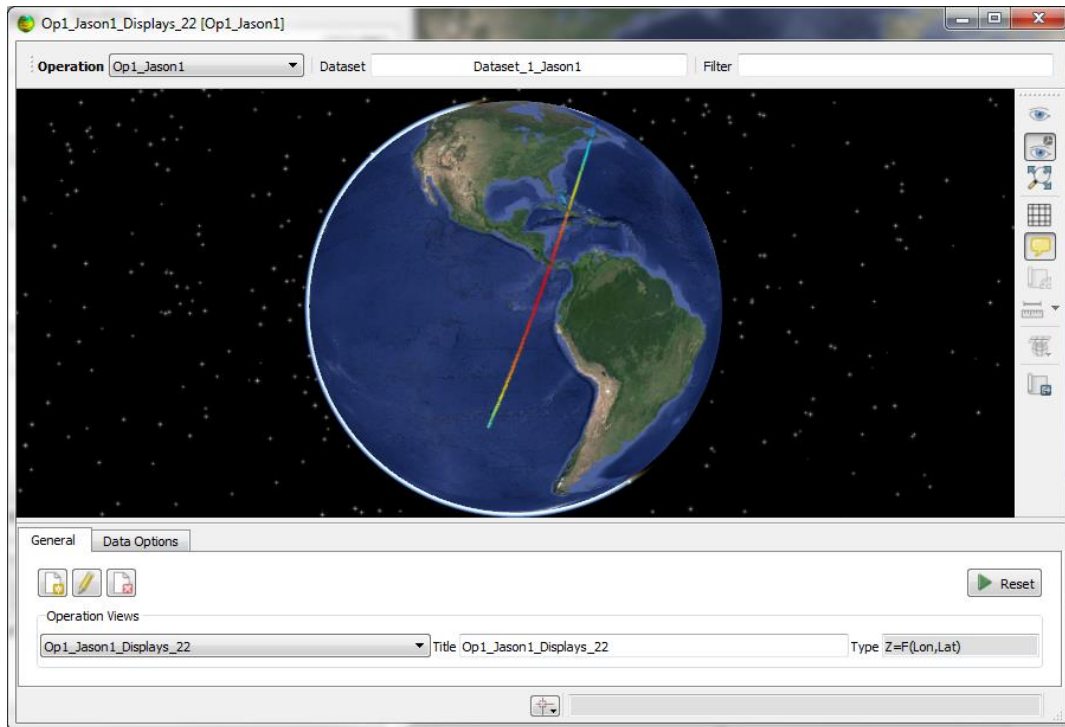 Op1_Jason1_Displays_22 [Op1_Jason1]
Operation Op1_Jason1 Dataset Dataset_1_Jason1 Filter
General Data Options
Reset
Operation Views
Op1_Jason1_Displays_22 Title Op1_Jason1_Displays_22 Type Z=F(Lon,Lat)